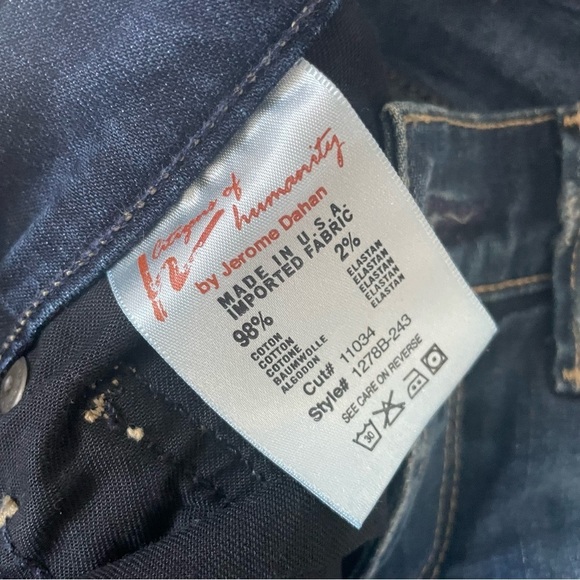 Citizens of
humanity
by Jerome Dahan
MADE IN U.S.A.
IMPORTED FABRIC
98% 2%
COTON ELASTAN
COTTON ELASTAN
COTONE ELASTAN
BAUMWOLLE ELASTAN
ALGODON
Cut# 11034
Style# 1278B-243
SEE CARE ON REVERSE
30